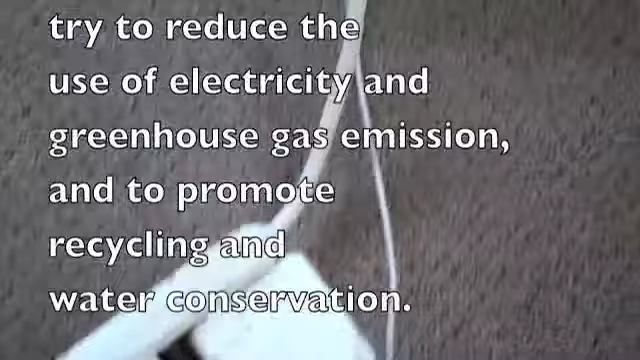 try to reduce the
use of electricity and
greenhouse gas emission,
and to promote
recycling and
water conservation.